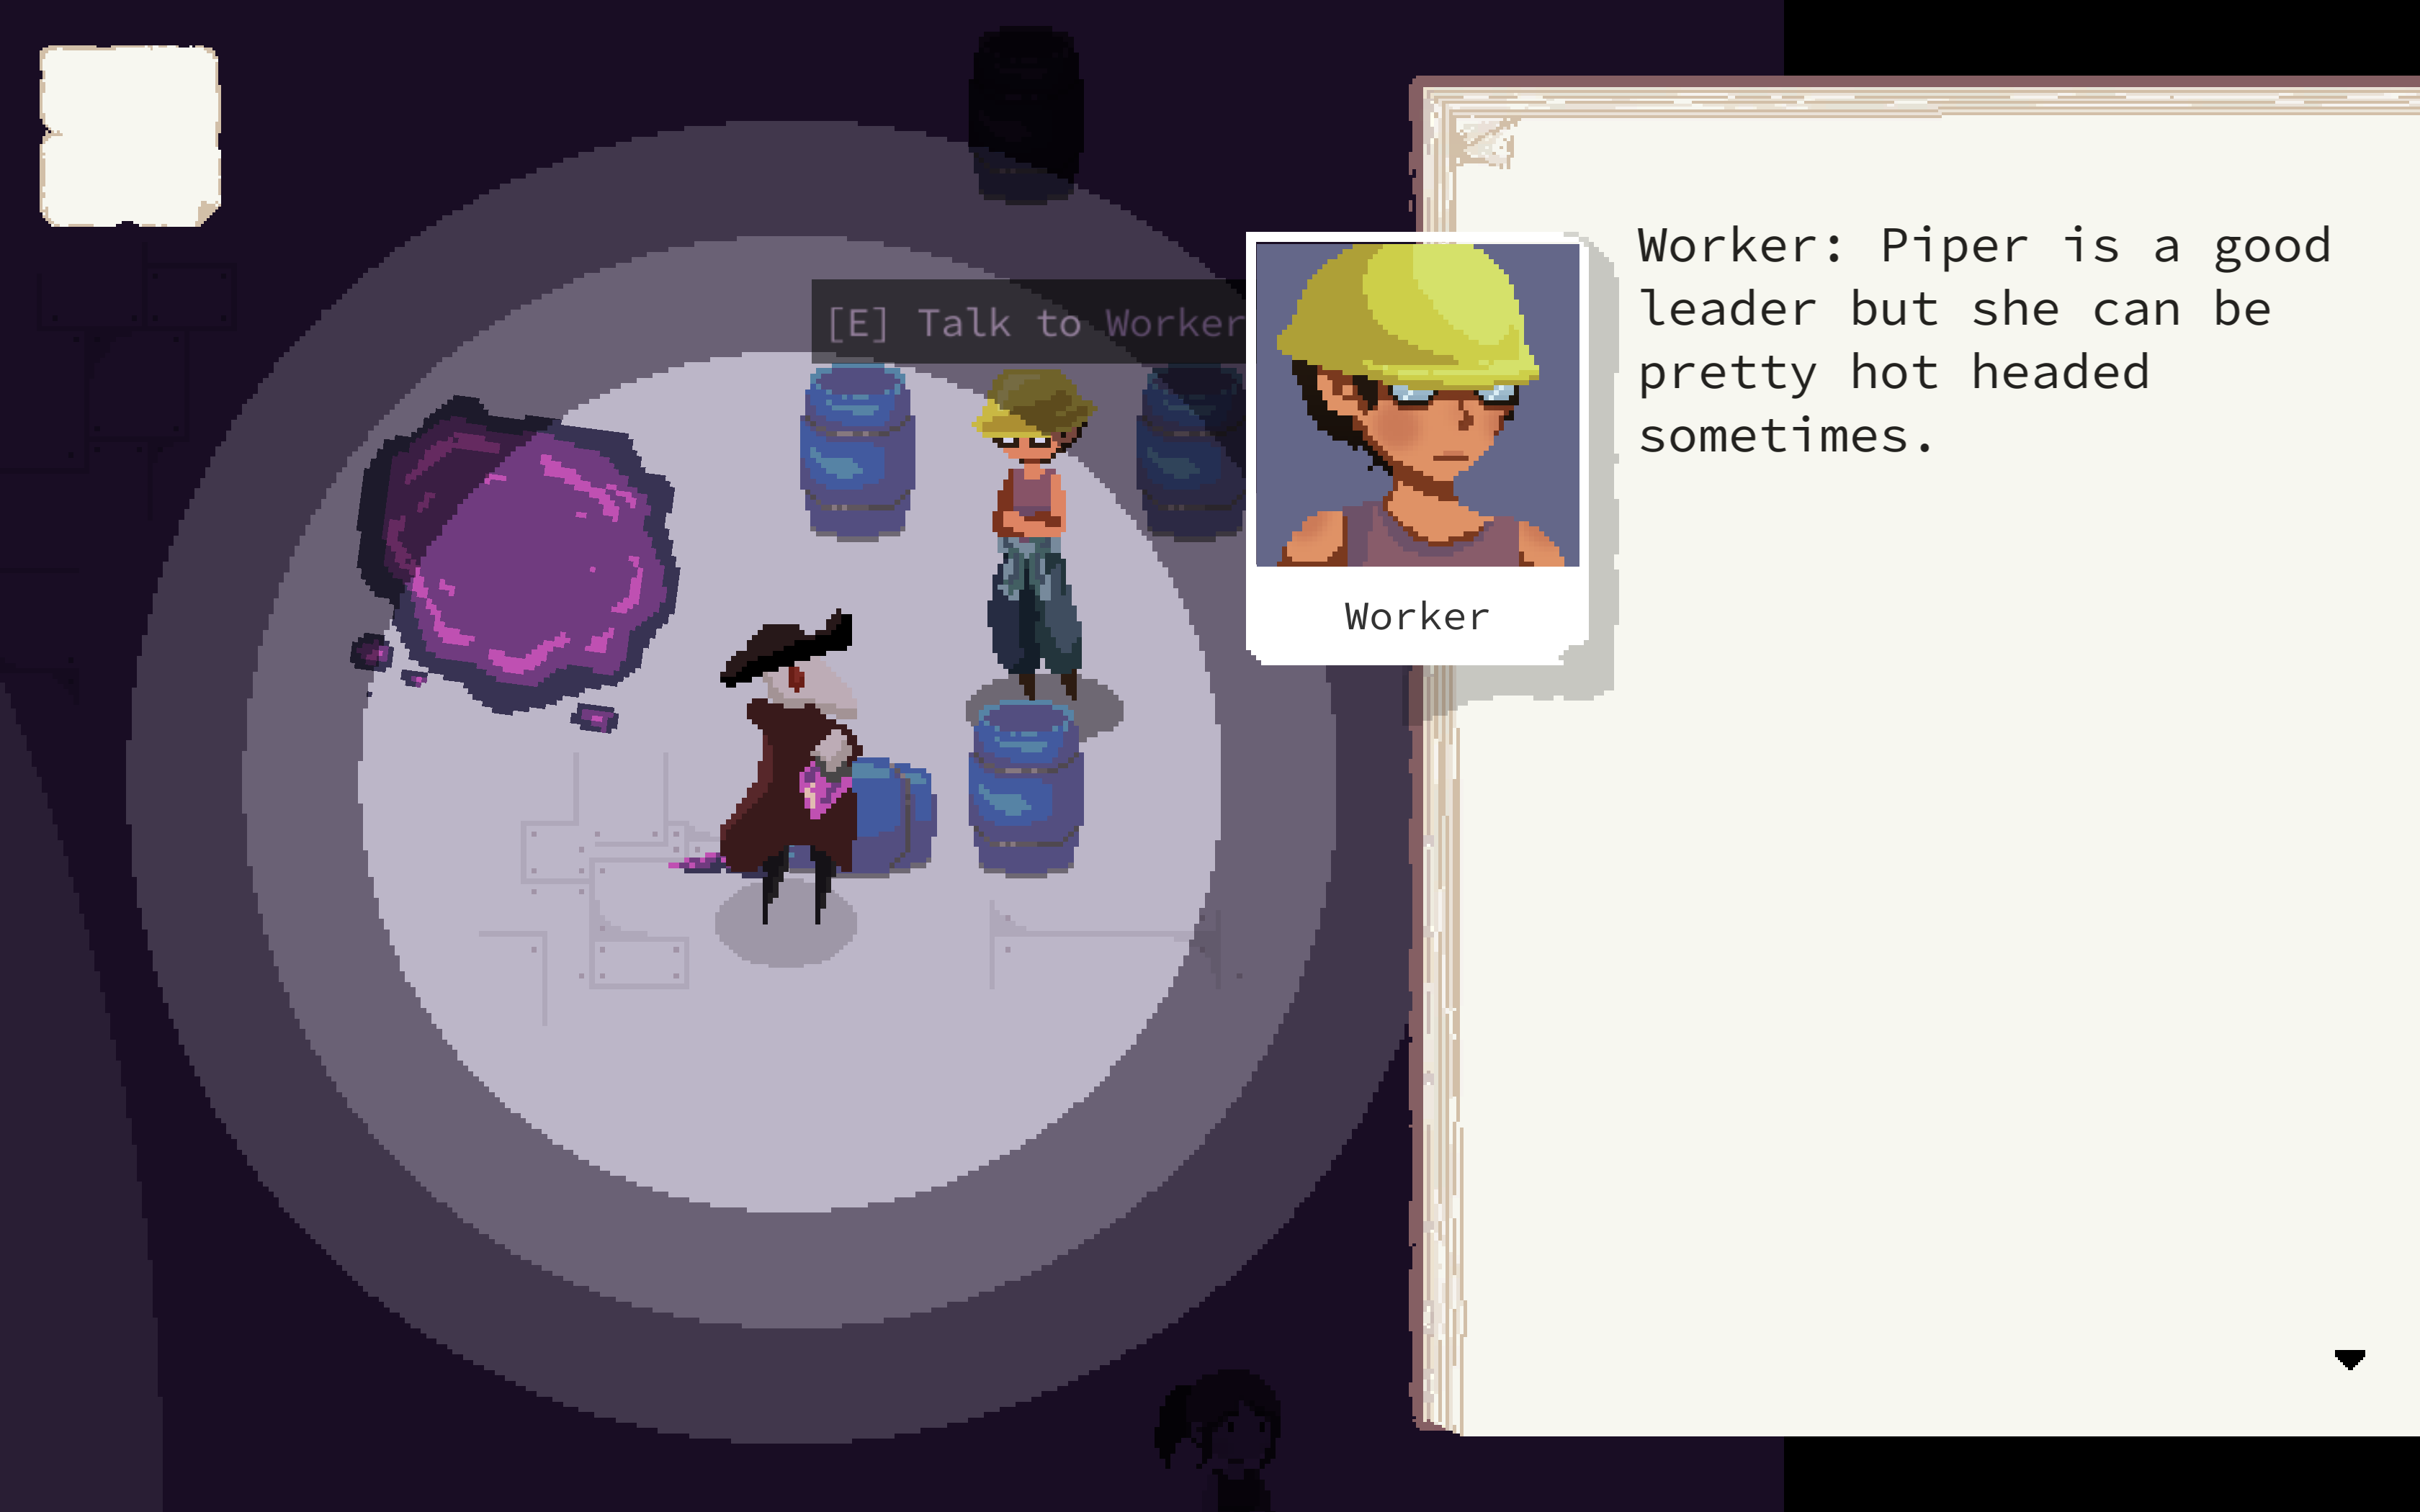 [E] Talk to Worker
Worker: Piper is a good
leader but she can be
pretty hot headed
sometimes.
Worker